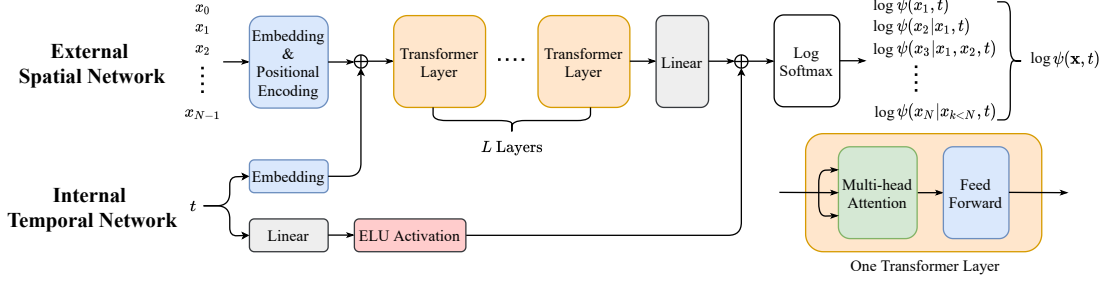 External
Spatial Network
x_0
x_1
x_2
x_{N-1}
Embedding
&
Positional
Encoding
Transformer
Layer
Transformer
Layer
L Layers
Linear
Log
Softmax
log ψ(x_1, t)
log ψ(x_2|x_1, t)
log ψ(x_3|x_1, x_2, t)
log ψ(x_N|x_{k<N}, t)
log ψ(𝐱, t)
Internal
Temporal Network
t
Embedding
Linear
ELU Activation
Multi-head
Attention
Feed
Forward
One Transformer Layer